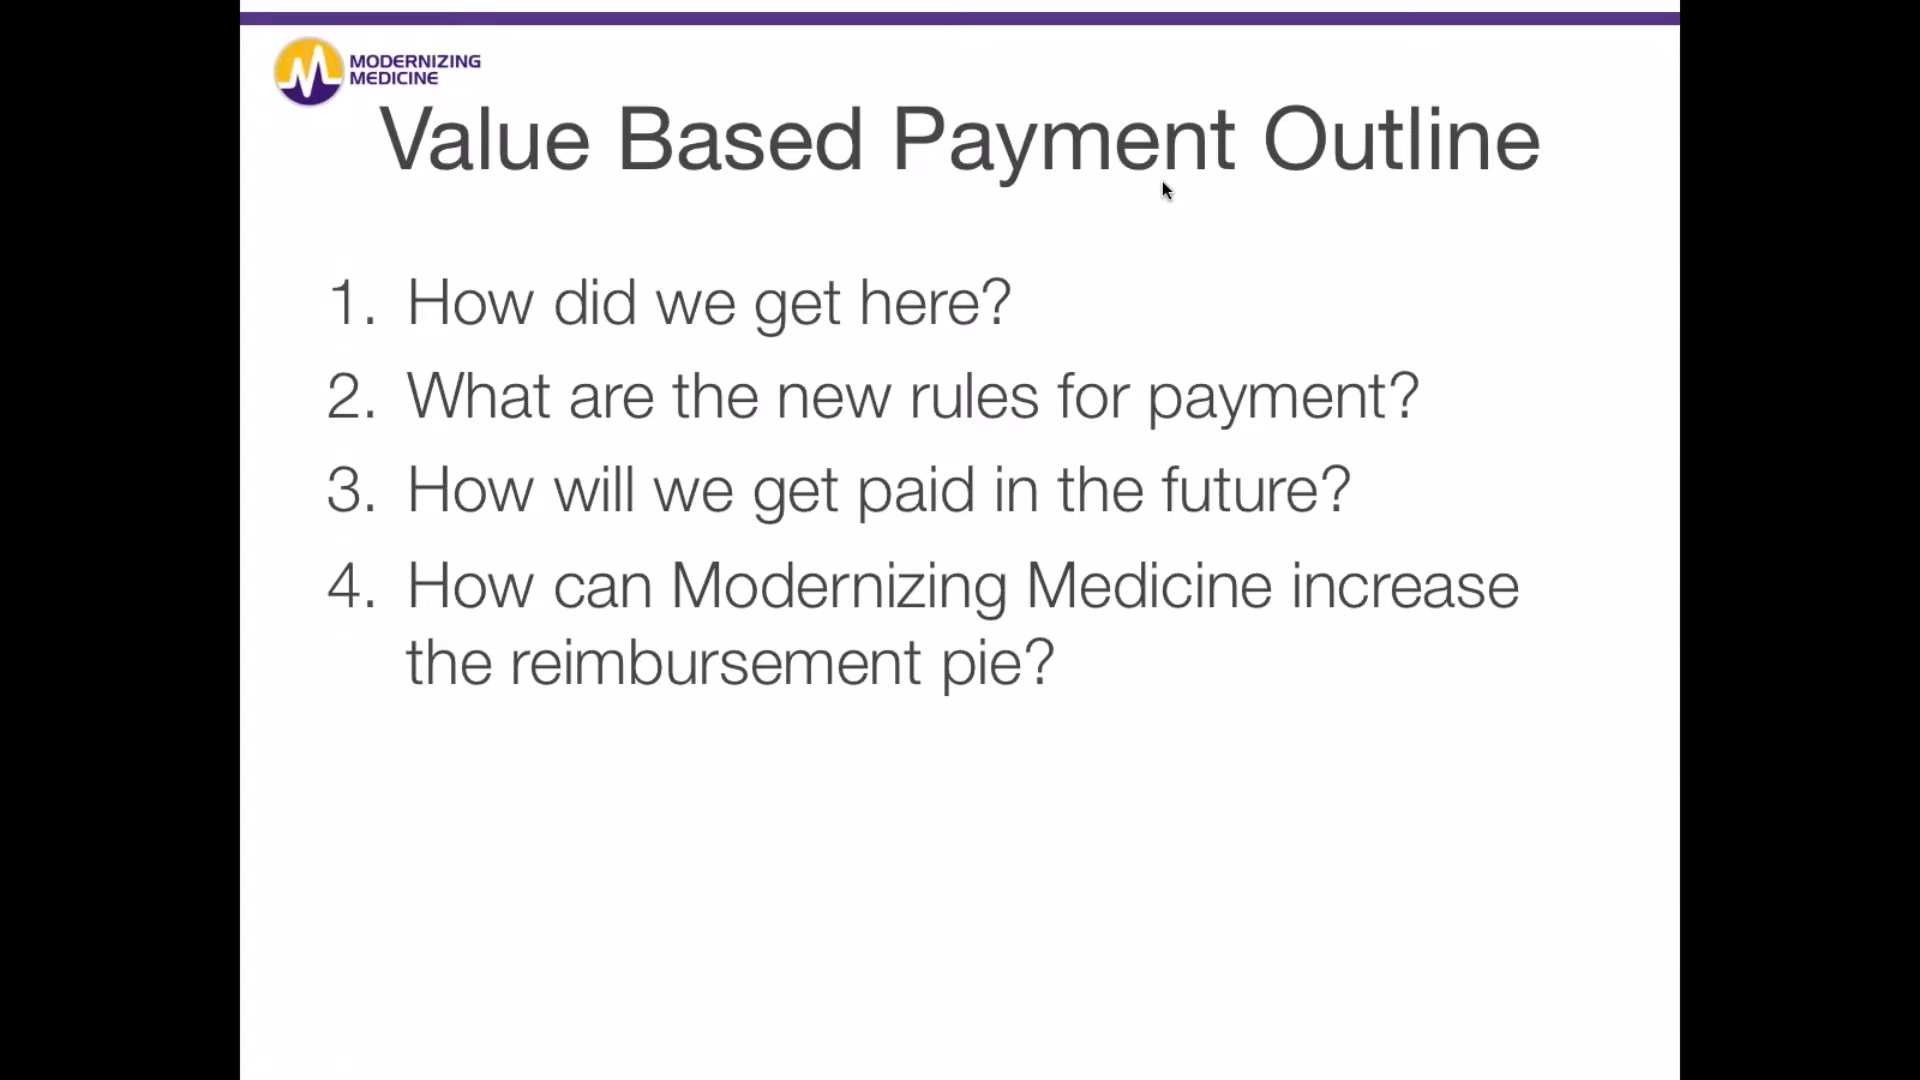 MODERNIZING
MEDICINE
Value Based Payment Outline
1. How did we get here?
2. What are the new rules for payment?
3. How will we get paid in the future?
4. How can Modernizing Medicine increase
the reimbursement pie?